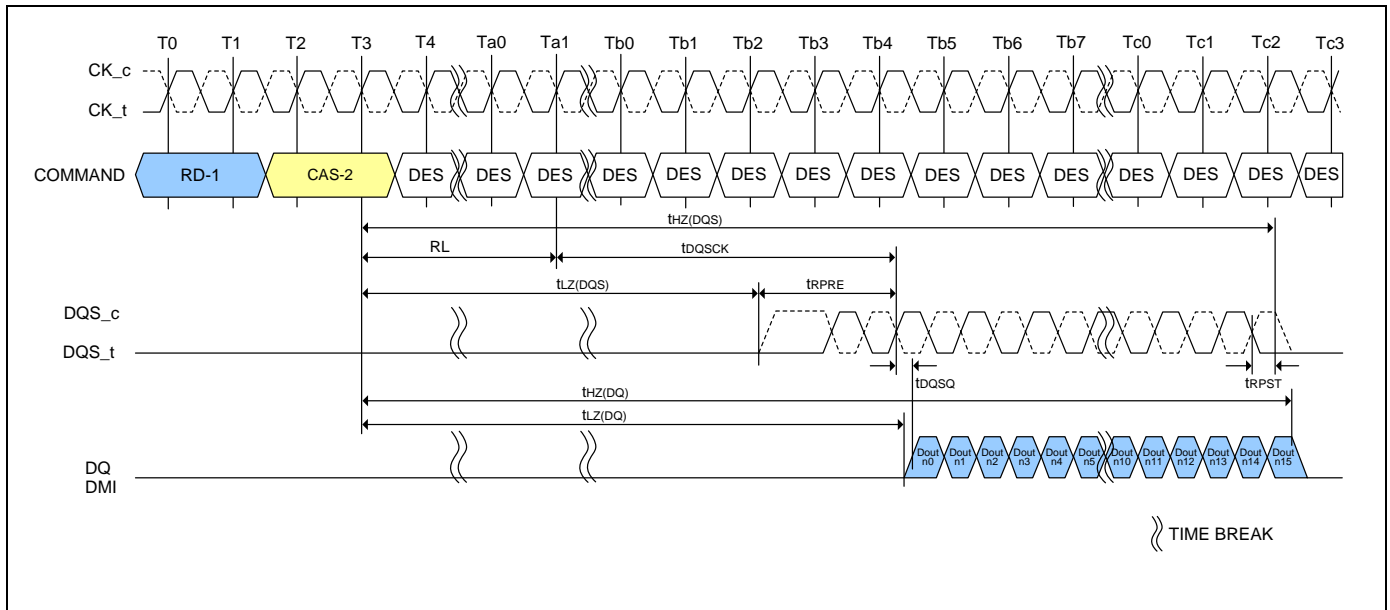 T0 T1 T2 T3 T4 Ta0 Ta1 Tb0 Tb1 Tb2 Tb3 Tb4 Tb5 Tb6 Tb7 Tc0 Tc1 Tc2 Tc3
CK_c
CK_t
COMMAND RD-1 CAS-2 DES DES DES DES DES DES DES DES DES DES DES DES DES DES DES
tHZ(DQS)
RL tDQSCK
tLZ(DQS) tRPRE
DQS_c
DQS_t
tDQSQ tRPST
tHZ(DQ)
tLZ(DQ)
Dout Dout Dout Dout Dout Dout Dout Dout Dout Dout Dout Dout
n0 n1 n2 n3 n4 n5 n10 n11 n12 n13 n14 n15
DQ
DMI
TIME BREAK